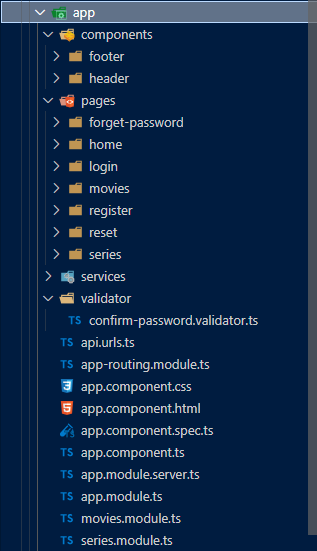 app
components
footer
header
pages
forget-password
home
login
movies
register
reset
series
services
validator
TS confirm-password.validator.ts
TS api.urls.ts
TS app-routing.module.ts
app.component.css
app.component.html
app.component.spec.ts
TS app.component.ts
TS app.module.server.ts
TS app.module.ts
TS movies.module.ts
TS series.module.ts